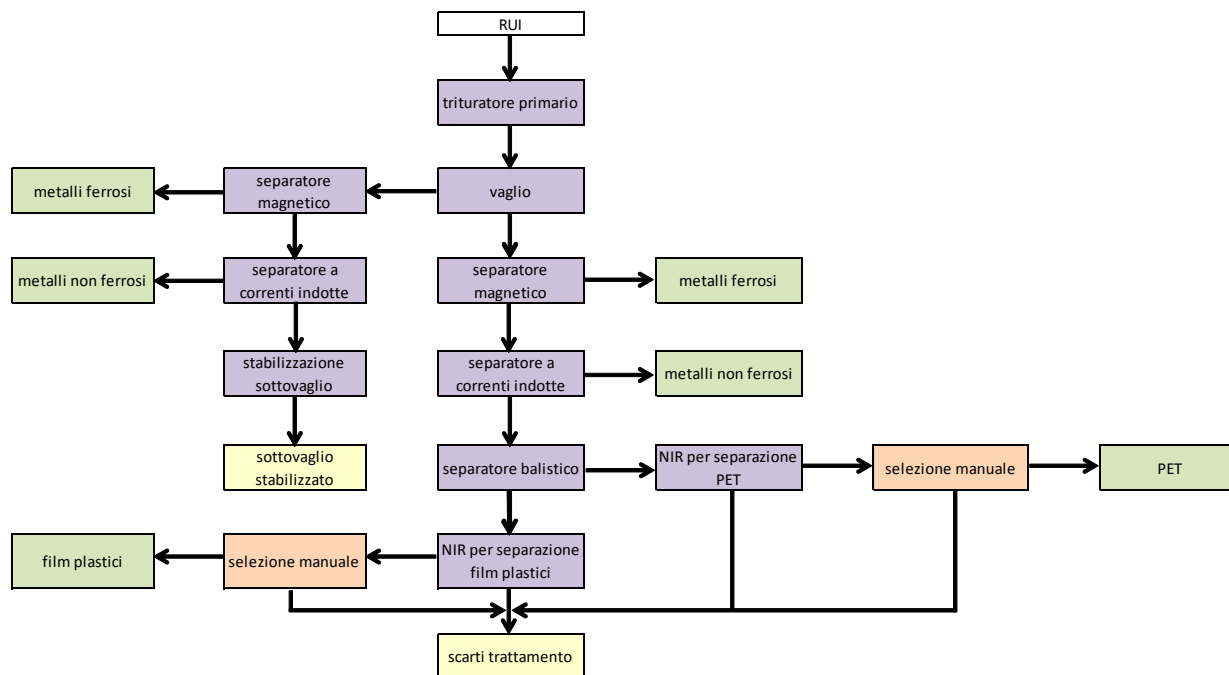 RUI
trituratore primario
metalli ferrosi
separatore
magnetico
vaglio
metalli non ferrosi
separatore a
correnti indotte
separatore
magnetico
metalli ferrosi
stabilizzazione
sottovaglio
separatore a
correnti indotte
metalli non ferrosi
sottovaglio
stabilizzato
separatore balistico
NIR per separazione
PET
selezione manuale
PET
film plastici
selezione manuale
NIR per separazione
film plastici
scarti trattamento